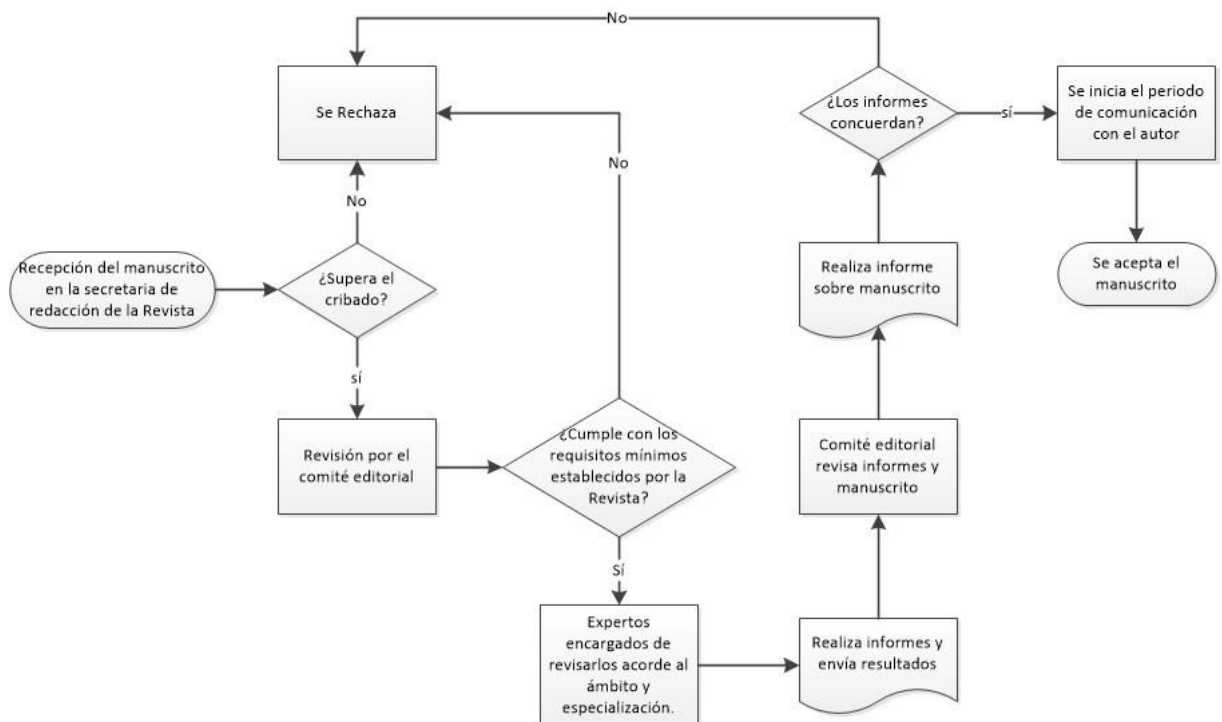 No
Se Rechaza
¿Los informes
concuerdan?
sí
Se inicia el periodo
de comunicación
con el autor
No
No
Recepción del manuscrito
en la secretaria de
redacción de la Revista
¿Supera el
cribado?
Realiza informe
sobre manuscrito
Se acepta el
manuscrito
sí
Revisión por el
comité editorial
¿Cumple con los
requisitos mínimos
establecidos por la
Revista?
Comité editorial
revisa informes y
manuscrito
Sí
Expertos
encargados de
revisarlos acorde al
ámbito y
especialización.
Realiza informes y
envía resultados